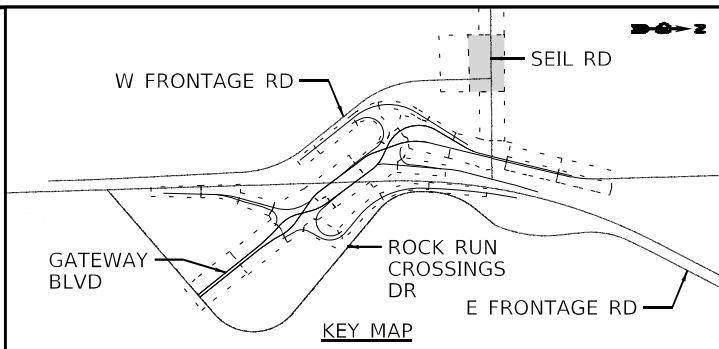 N
SEIL RD
W FRONTAGE RD
GATEWAY
BLVD
ROCK RUN
CROSSINGS
DR
E FRONTAGE RD
KEY MAP